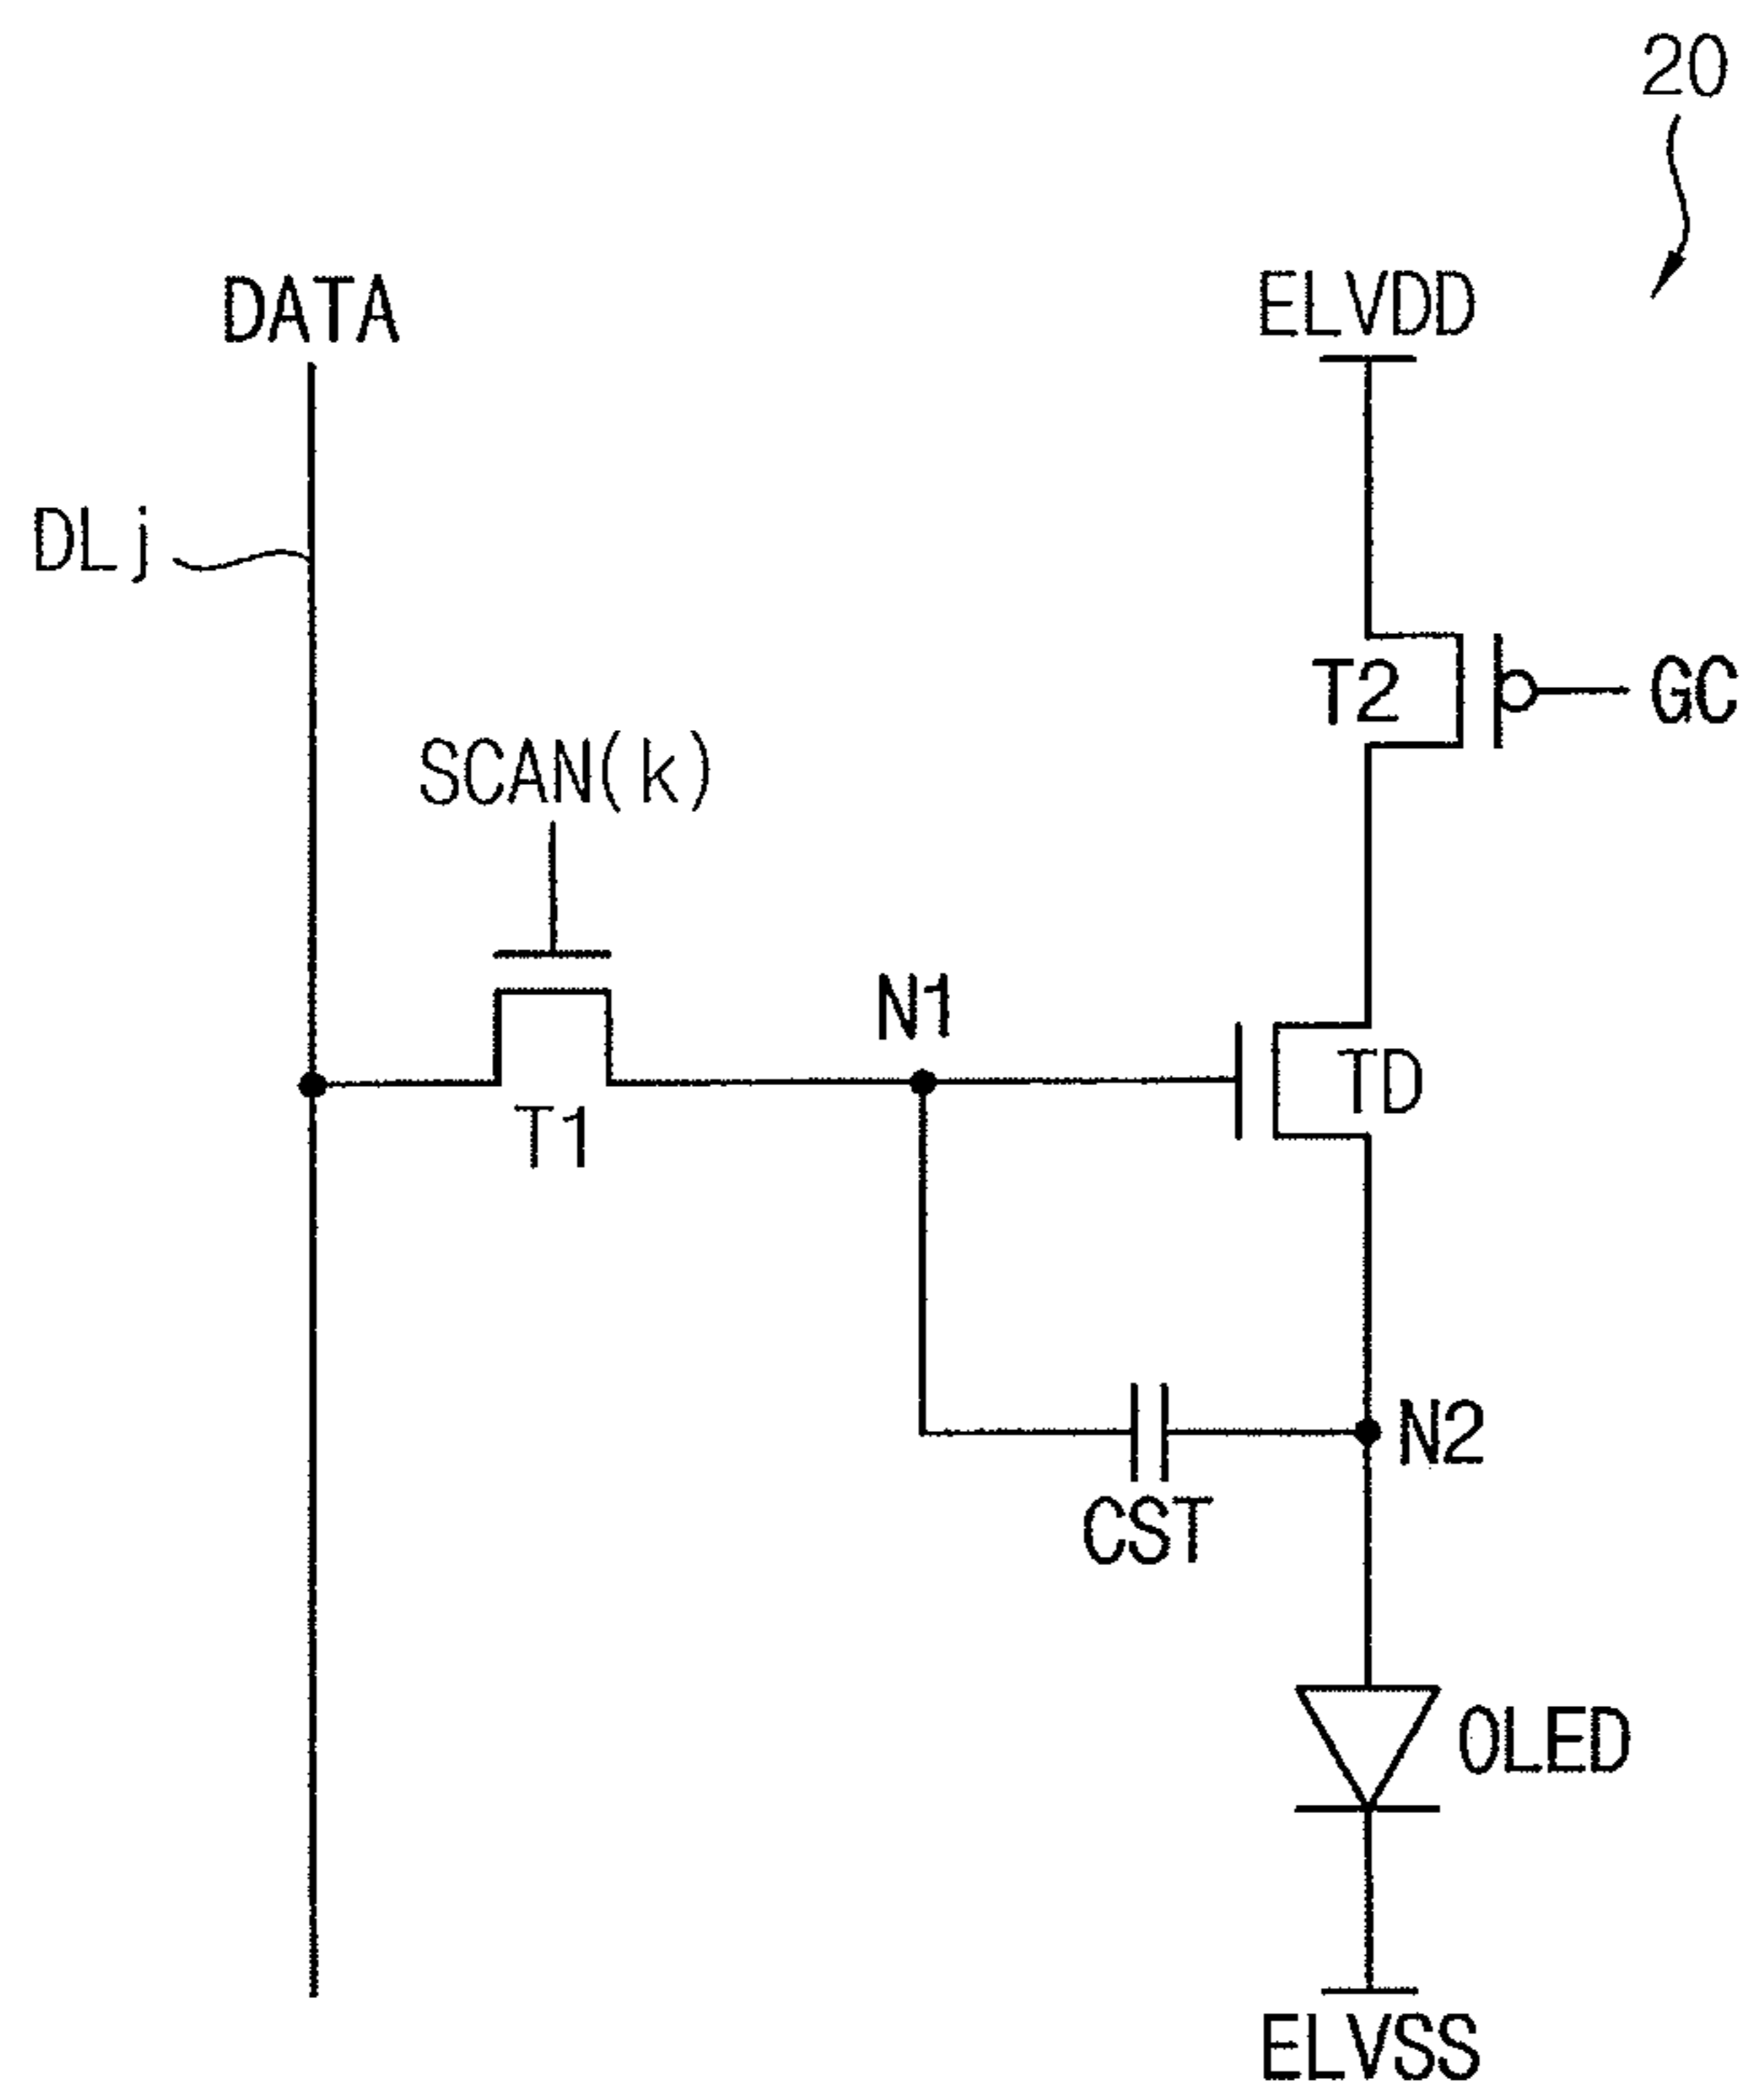 20
DATA
ELVDD
DLj
T2
GC
SCAN(k)
N1
TD
T1
N2
CST
OLED
ELVSS